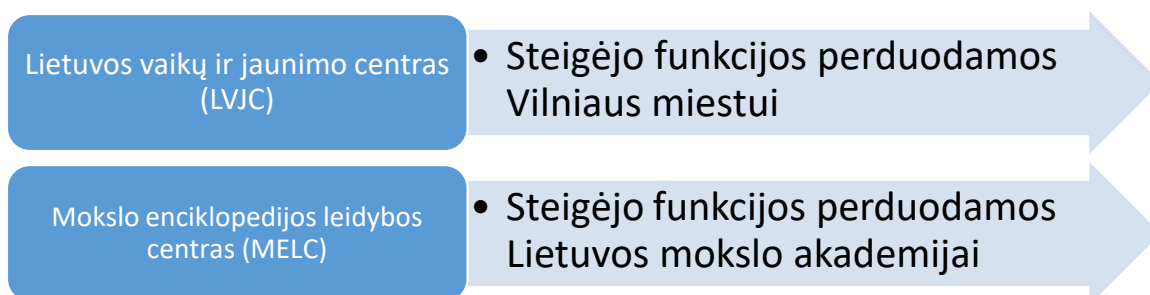 Lietuvos vaikų ir jaunimo centras
(LVJC)
• Steigėjo funkcijos perduodamos
Vilniaus miestui
Mokslo enciklopedijos leidybos
centras (MELC)
• Steigėjo funkcijos perduodamos
Lietuvos mokslo akademijai